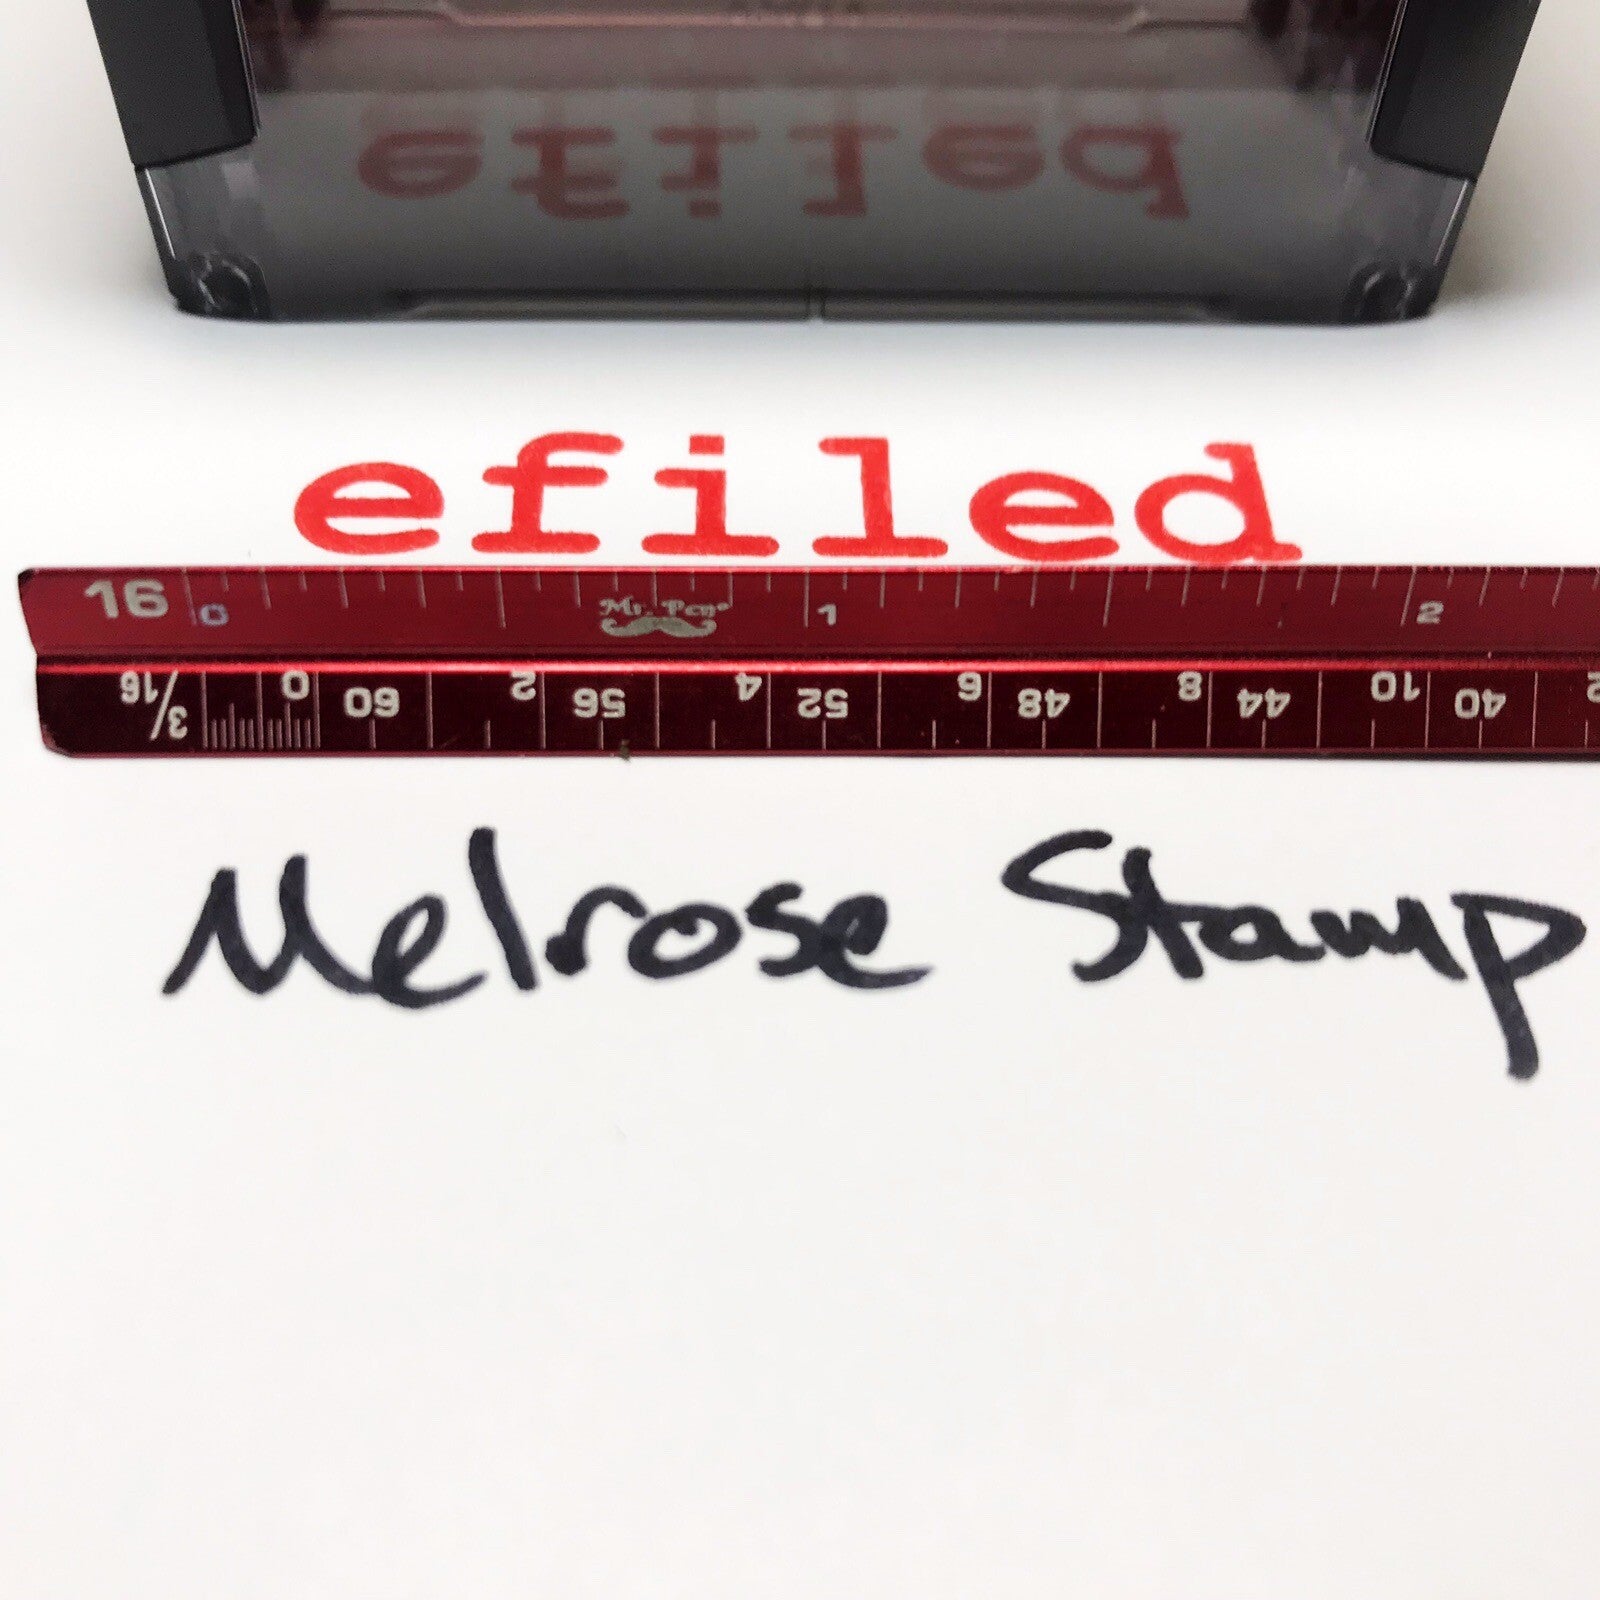 efiled
efiled
16 0 Mr. Pen® 1 2
3/16 0 60 2 56 4 52 6 48 8 44 10 40
Melrose Stamp